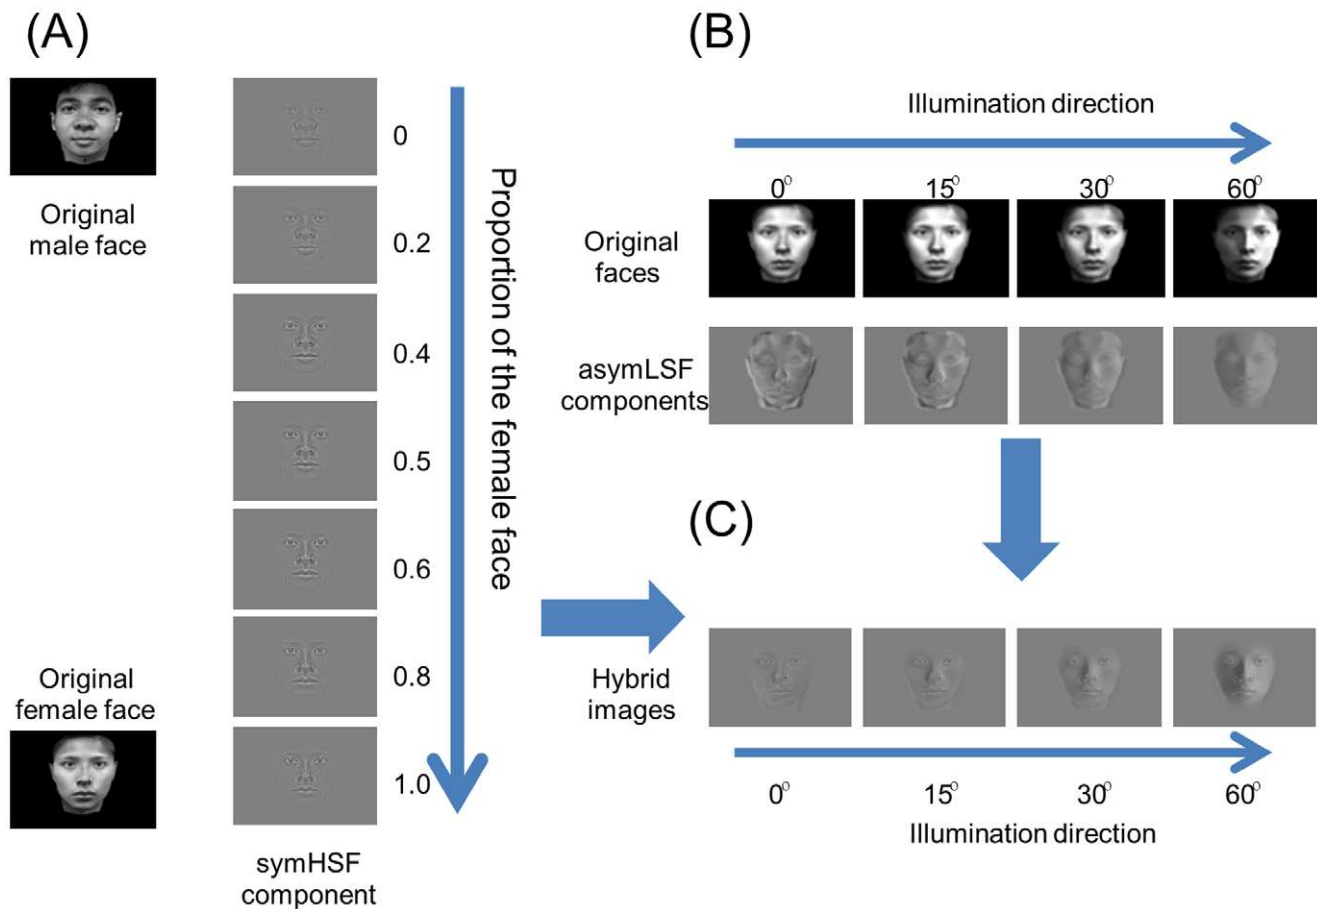 (A)
Original
male face
0
0.2
0.4
0.5
0.6
0.8
1.0
Proportion of the female face
Original
female face
symHSF
component
(B)
Illumination direction
0°
15°
30°
60°
Original
faces
asymLSF
components
(C)
Hybrid
images
0°
15°
30°
60°
Illumination direction